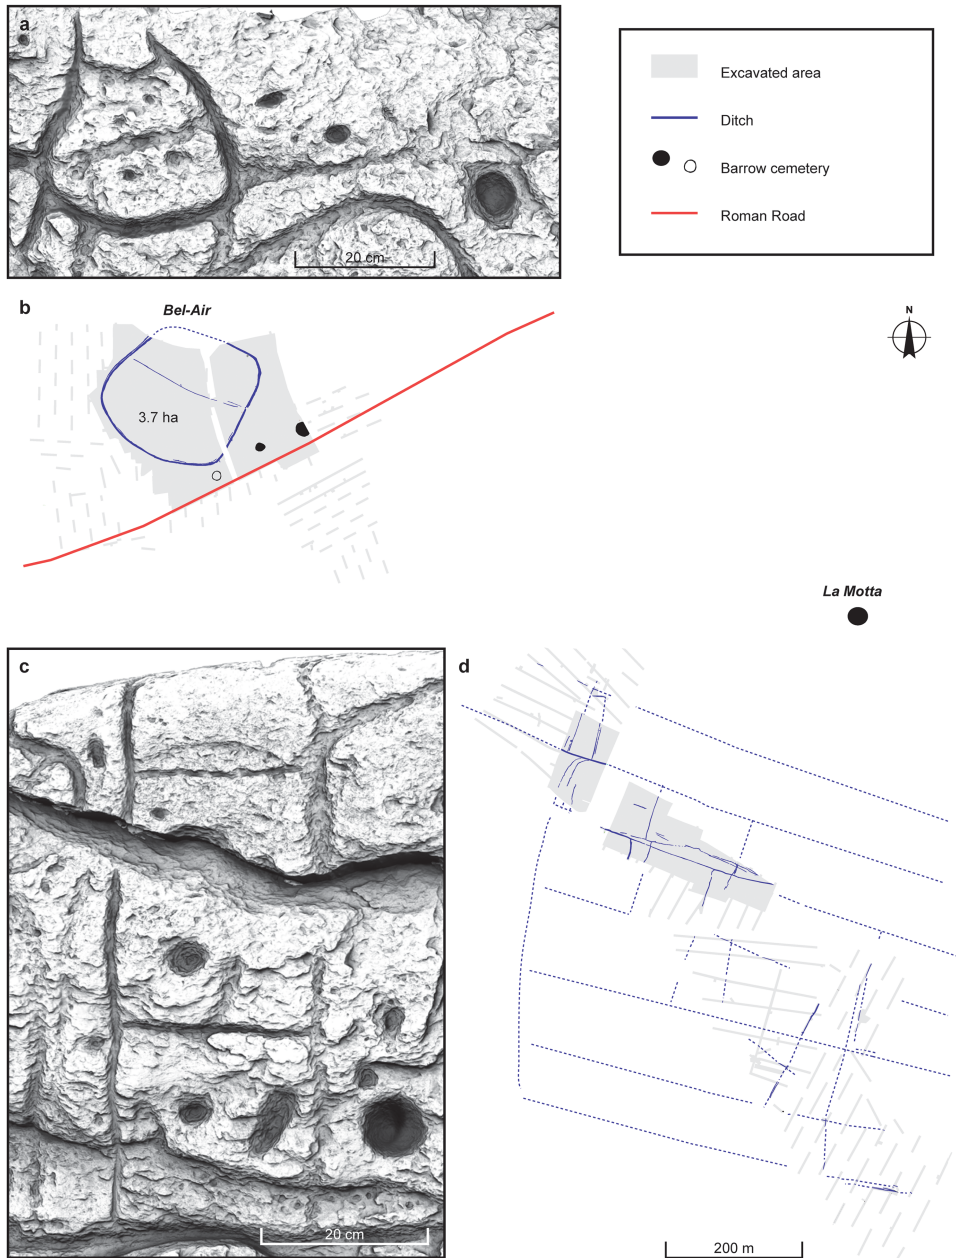 a
20 cm
Excavated area
Ditch
Barrow cemetery
Roman Road
b
Bel-Air
3.7 ha
N
La Motta
c
20 cm
d
200 m